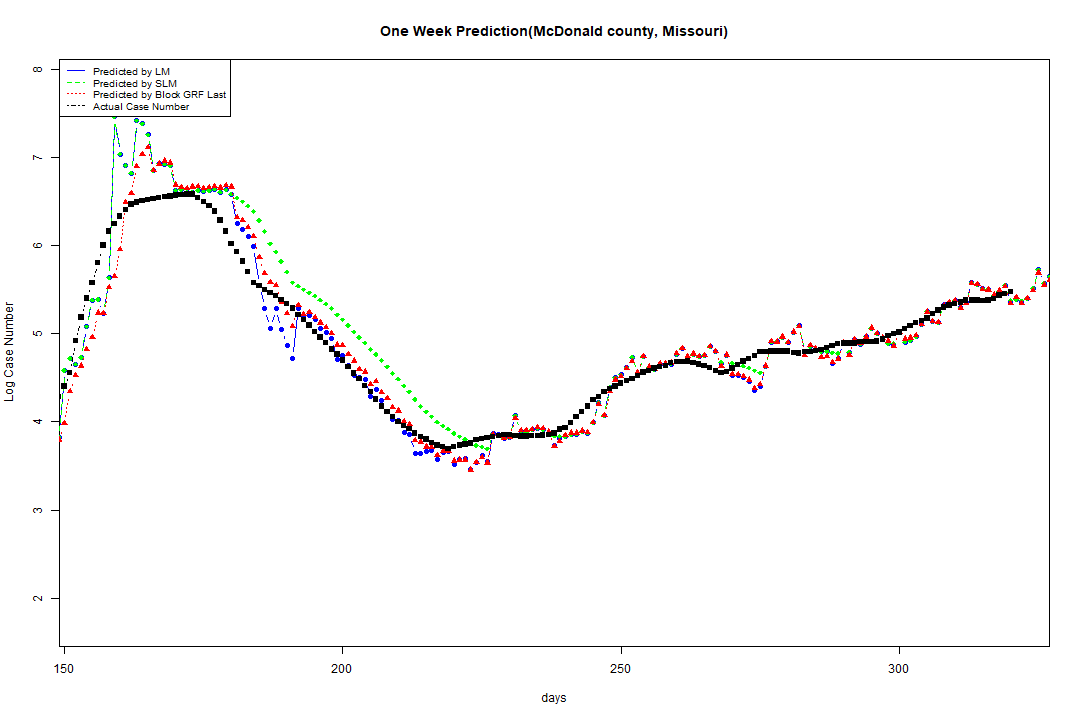 One Week Prediction(McDonald county, Missouri)
Predicted by LM
Predicted by SLM
Predicted by Block GRF Last
Actual Case Number
8
7
6
5
4
3
2
Log Case Number
150 200 250 300
days